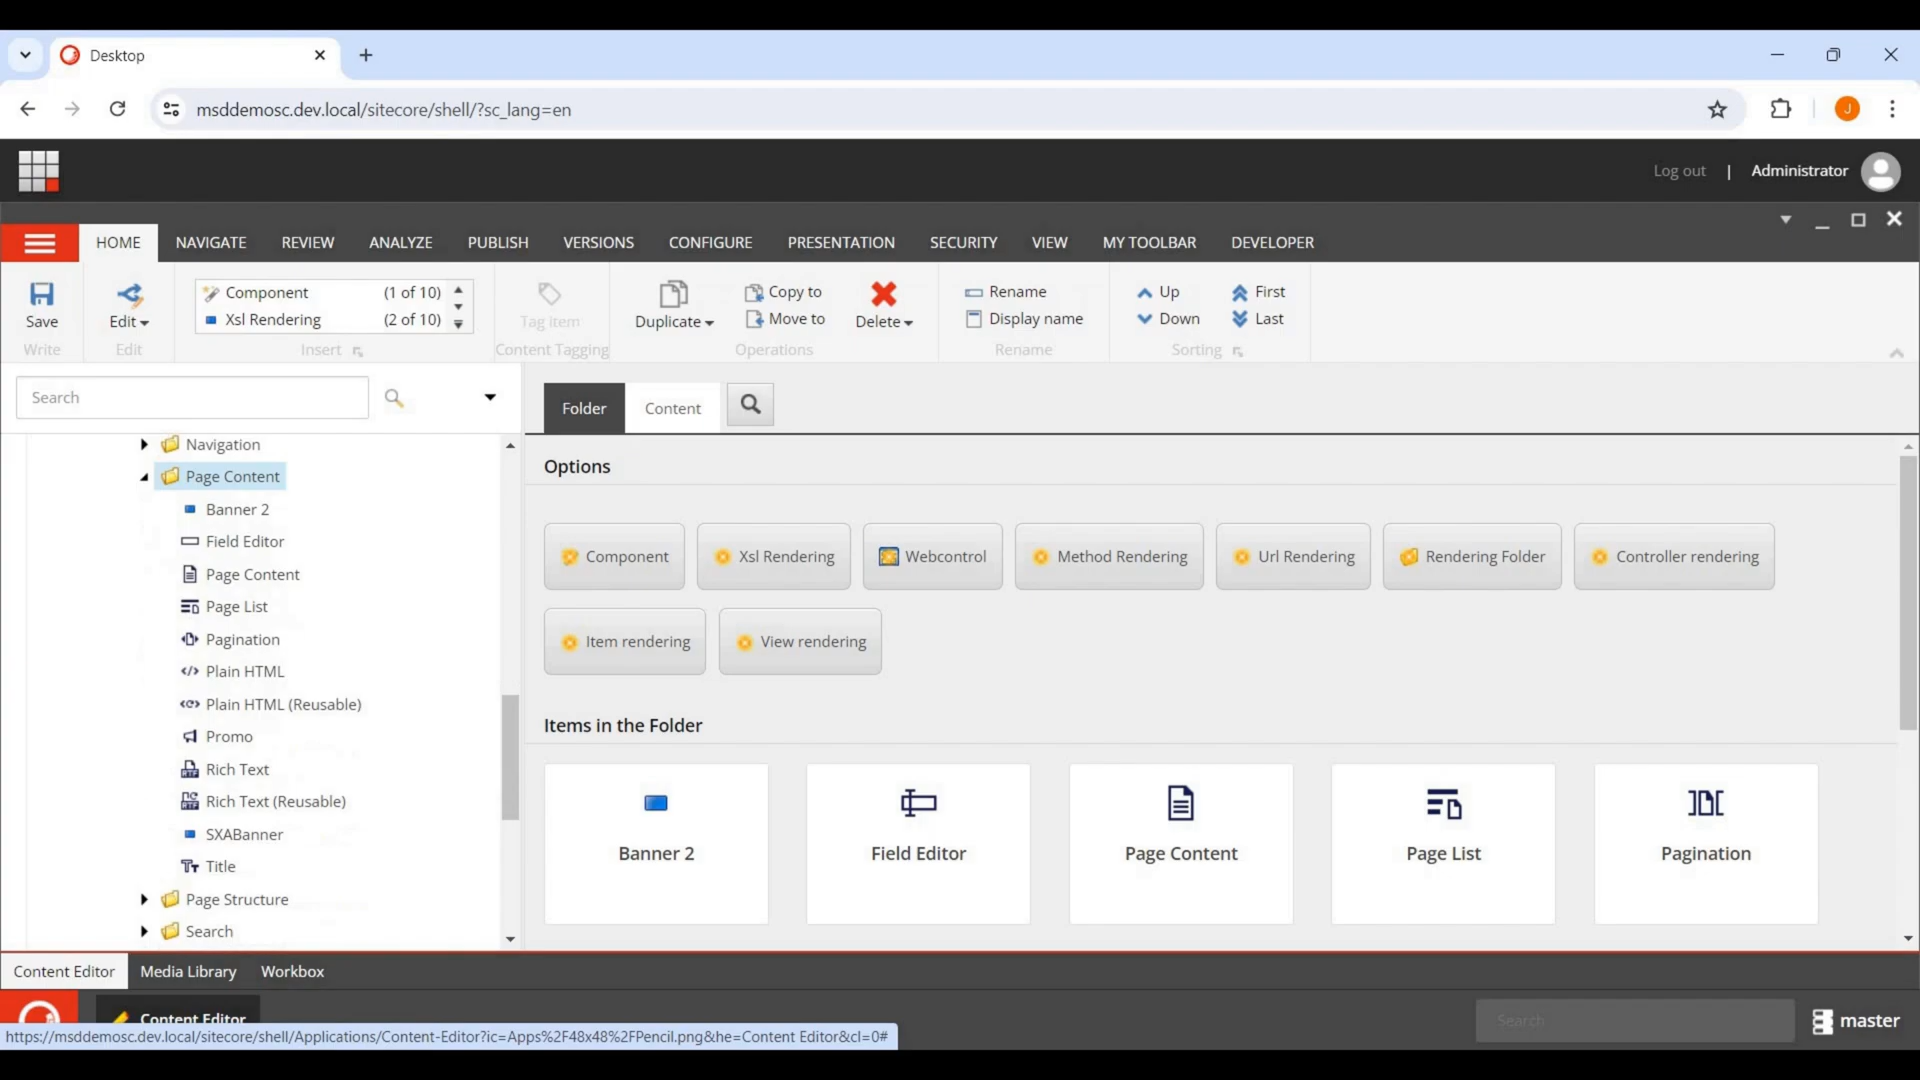 Desktop
msddemosc.dev.local/sitecore/shell/?sc_lang=en
J
Log out | Administrator
HOME NAVIGATE REVIEW ANALYZE PUBLISH VERSIONS CONFIGURE PRESENTATION SECURITY VIEW MY TOOLBAR DEVELOPER
Component (1 of 10) Copy to Rename Up First
Xsl Rendering (2 of 10) Move to Display name Down Last
Save Edit Tag item Duplicate Delete
Write Edit Insert Content Tagging Operations Rename Sorting
Search
Folder Content
Navigation
Page Content
Banner 2
Field Editor
Page Content
Page List
Pagination
Plain HTML
Plain HTML (Reusable)
Promo
Rich Text
Rich Text (Reusable)
SXABanner
Title
Page Structure
Search
Options
Component Xsl Rendering Webcontrol Method Rendering Url Rendering Rendering Folder Controller rendering
Item rendering View rendering
Items in the Folder
Banner 2 Field Editor Page Content Page List Pagination
Content Editor Media Library Workbox
Content Editor
Search
master
https://msddemosc.dev.local/sitecore/shell/Applications/Content-Editor?ic=Apps%2F48x48%2FPencil.png&he=Content Editor&cl=0#